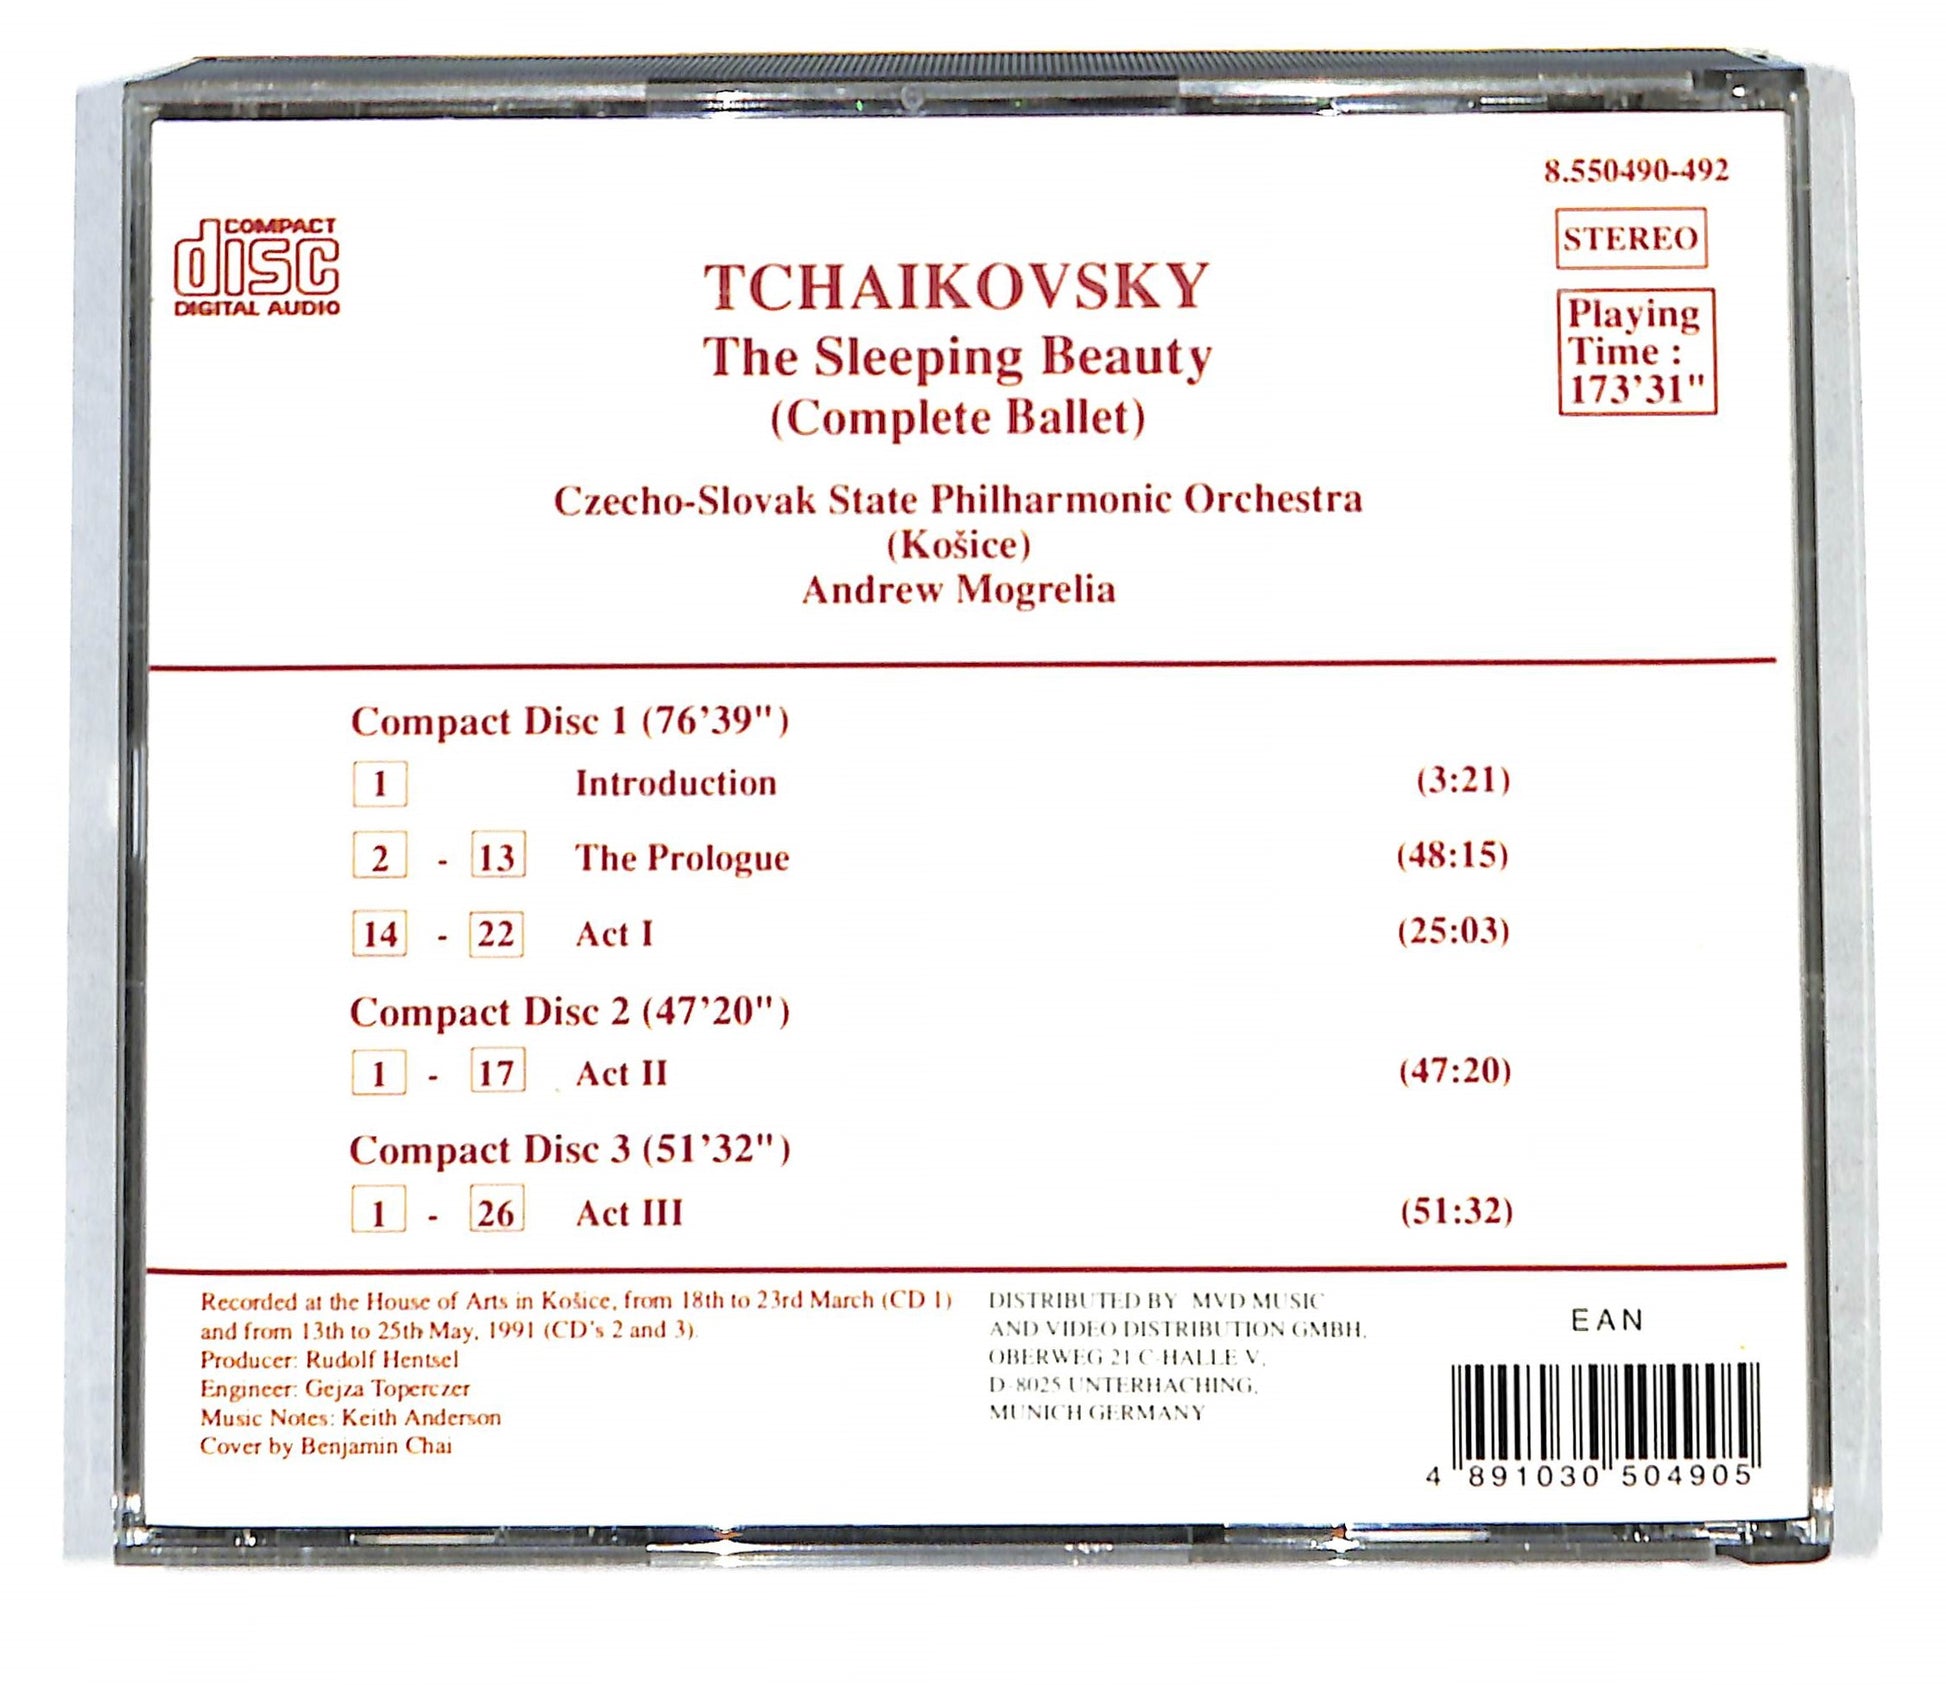 8.550490-492
COMPACT
disc
DIGITAL AUDIO
STEREO
Playing
Time :
173'31"
TCHAIKOVSKY
The Sleeping Beauty
(Complete Ballet)
Czecho-Slovak State Philharmonic Orchestra
(Košice)
Andrew Mogrelia
Compact Disc 1 (76'39")
1 Introduction (3:21)
2 - 13 The Prologue (48:15)
14 - 22 Act I (25:03)
Compact Disc 2 (47'20")
1 - 17 Act II (47:20)
Compact Disc 3 (51'32")
1 - 26 Act III (51:32)
Recorded at the House of Arts in Košice, from 18th to 23rd March (CD 1)
and from 13th to 25th May, 1991 (CD's 2 and 3).
Producer: Rudolf Hentsel
Engineer: Gejza Toperczer
Music Notes: Keith Anderson
Cover by Benjamin Chai
DISTRIBUTED BY MVD MUSIC
AND VIDEO DISTRIBUTION GMBH,
OBERWEG 21 C-HALLE V,
D-8025 UNTERHACHING,
MUNICH GERMANY
EAN
4 891030 504905